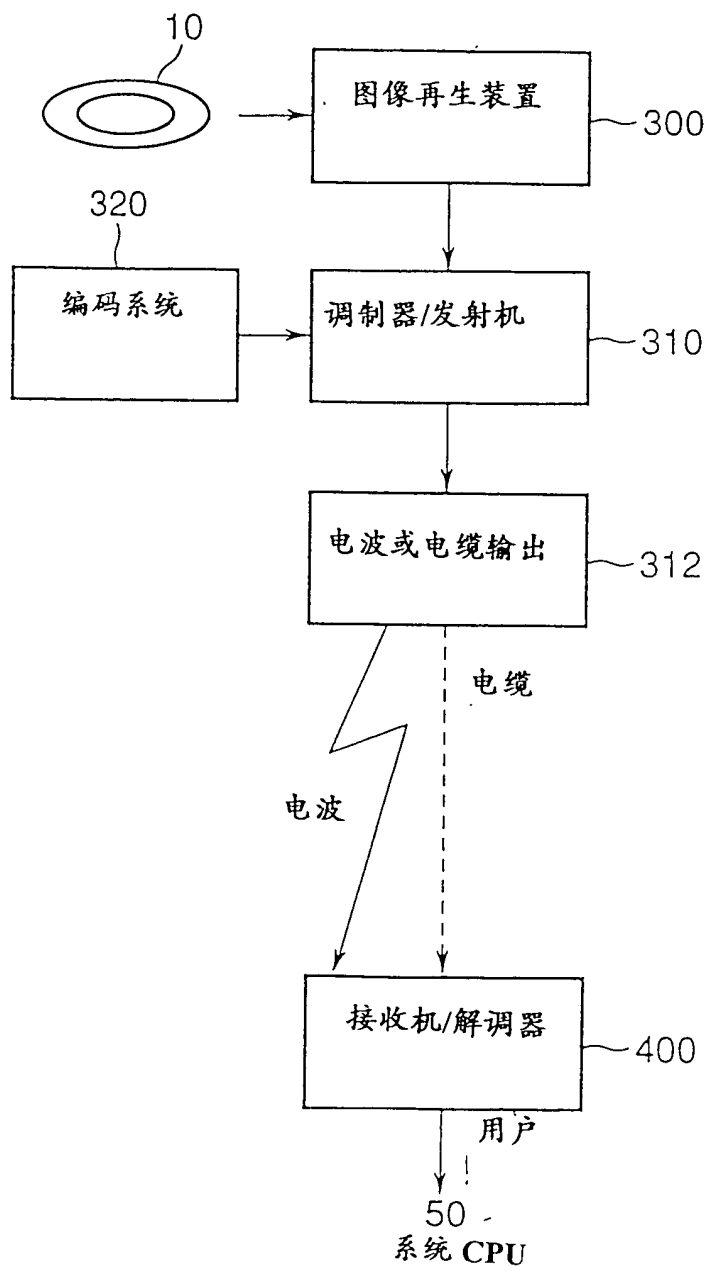 10
图像再生装置
300
320
编码系统
调制器/发射机
310
电波或电缆输出
312
电缆
电波
接收机/解调器
400
用户
50
系统 CPU